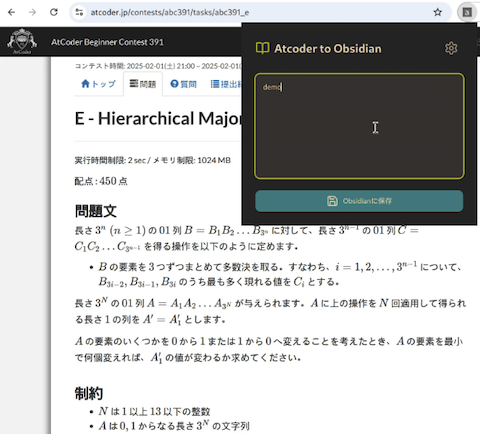 atcoder.jp/contests/abc391/tasks/abc391_e
AtCoder
AtCoder Beginner Contest 391
Atcoder to Obsidian
demo
Obsidianに保存
コンテスト時間: 2025-02-01(土) 21:00 ~ 2025-02-01
トップ 問題 質問 提出
E - Hierarchical Major
実行時間制限: 2 sec / メモリ制限: 1024 MB
配点 : 450 点
問題文
長さ 3^n (n ≥ 1) の 01 列 B = B_1B_2 … B_{3^n} に対して、長さ 3^{n−1} の 01 列 C =
C_1C_2 … C_{3^{n−1}} を得る操作を以下のように定めます。
• B の要素を 3 つずつまとめて多数決を取る。すなわち、i = 1, 2, … , 3^{n−1} について、
B_{3i−2}, B_{3i−1}, B_{3i} のうち最も多く現れる値を C_i とする。
長さ 3^N の 01 列 A = A_1A_2 … A_{3^N} が与えられます。A に上の操作を N 回適用して得られ
る長さ 1 の列を A′ = A′_1 とします。
A の要素のいくつかを 0 から 1 または 1 から 0 へ変えることを考えたとき、A の要素を最小
で何個変えれば、A′_1 の値が変わるか求めてください。
制約
• N は 1 以上 13 以下の整数
• A は 0, 1 からなる長さ 3^N の文字列